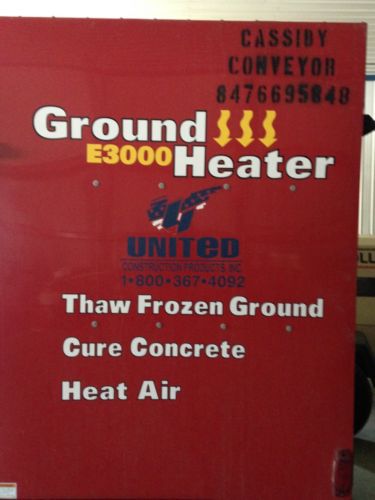 CASSIDY
CONVEYOR
8476695848
Ground
E3000 Heater
UNITED
CONSTRUCTION PRODUCTS, INC.
1•800•367•4092
Thaw Frozen Ground
Cure Concrete
Heat Air